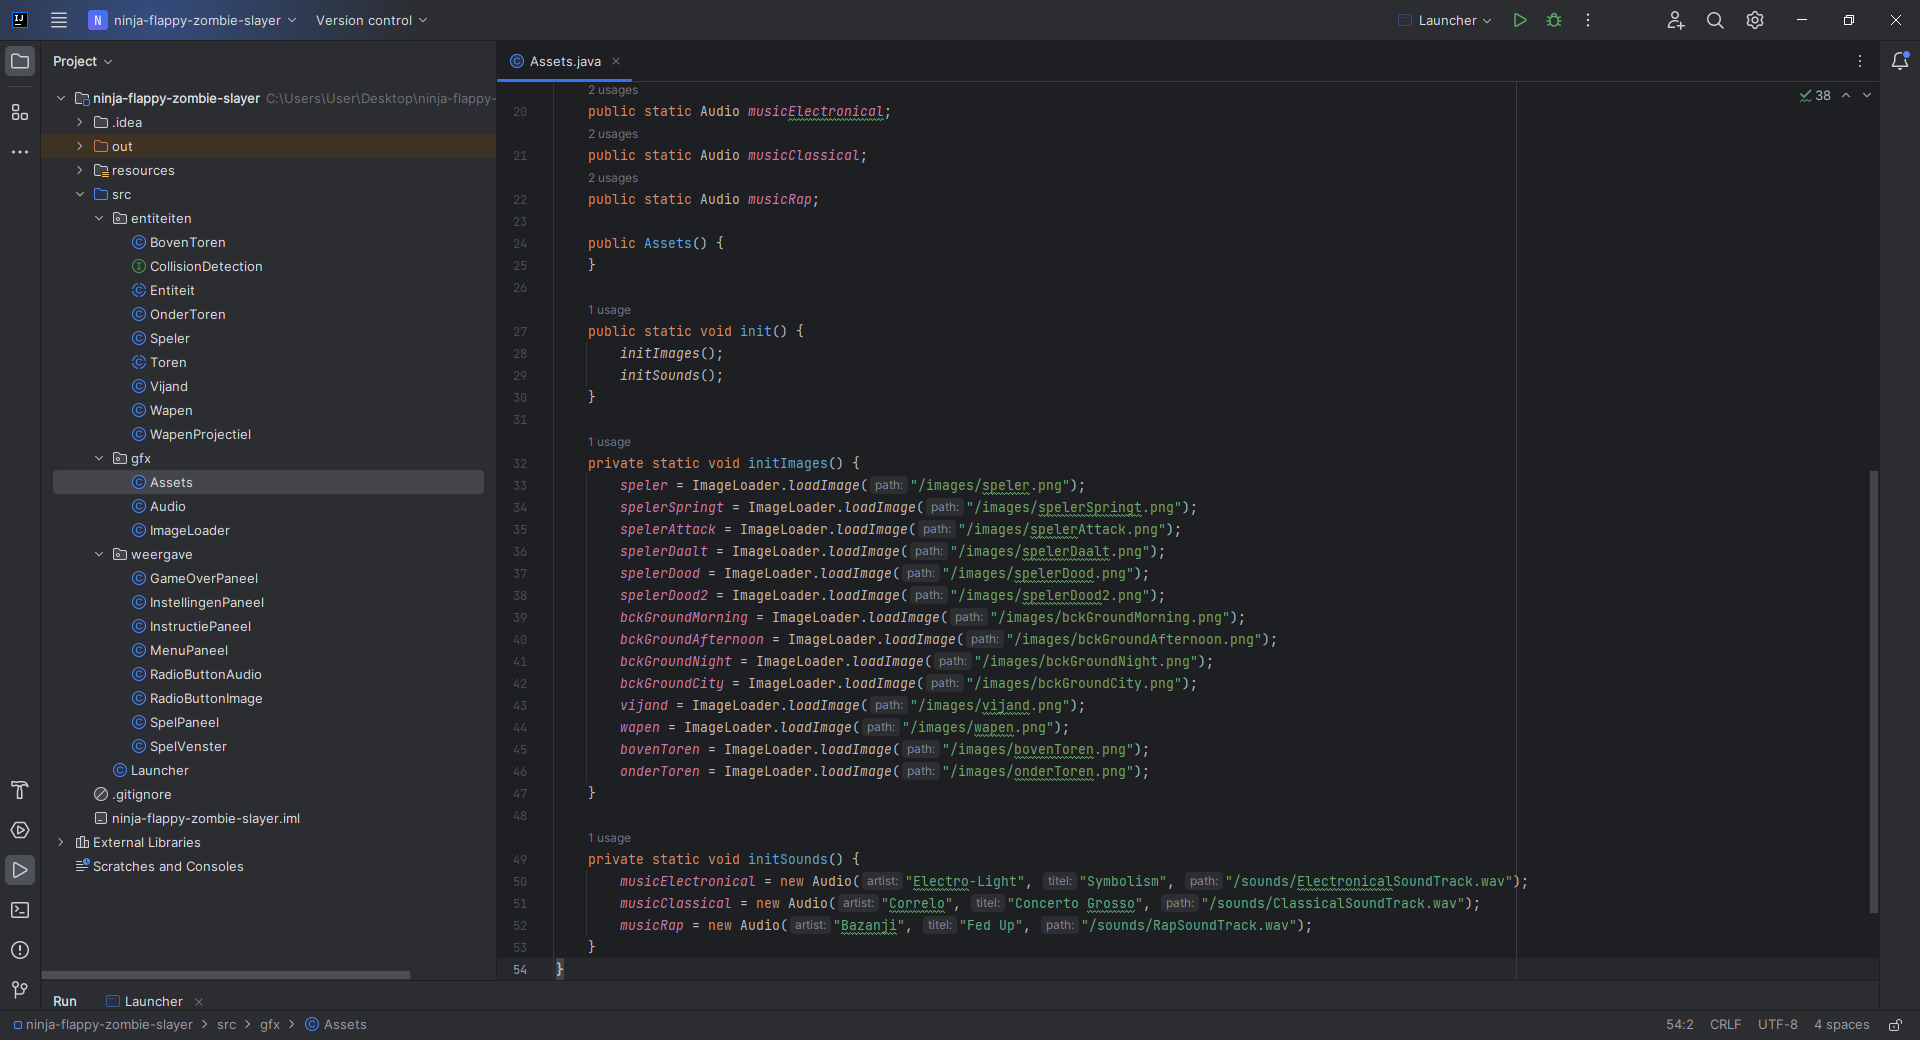 N ninja-flappy-zombie-slayer Version control Launcher
Project
ninja-flappy-zombie-slayer C:\Users\User\Desktop\ninja-flappy-
.idea
out
resources
src
entiteiten
BovenToren
CollisionDetection
Entiteit
OnderToren
Speler
Toren
Vijand
Wapen
WapenProjectiel
gfx
Assets
Audio
ImageLoader
weergave
GameOverPaneel
InstellingenPaneel
InstructiePaneel
MenuPaneel
RadioButtonAudio
RadioButtonImage
SpelPaneel
SpelVenster
Launcher
.gitignore
ninja-flappy-zombie-slayer.iml
External Libraries
Scratches and Consoles
Assets.java
38
2 usages
20 public static Audio musicElectronical;
2 usages
21 public static Audio musicClassical;
2 usages
22 public static Audio musicRap;
23
24 public Assets() {
25 }
26
1 usage
27 public static void init() {
28 initImages();
29 initSounds();
30 }
31
1 usage
32 private static void initImages() {
33 speler = ImageLoader.loadImage( path: "/images/speler.png");
34 spelerSpringt = ImageLoader.loadImage( path: "/images/spelerSpringt.png");
35 spelerAttack = ImageLoader.loadImage( path: "/images/spelerAttack.png");
36 spelerDaalt = ImageLoader.loadImage( path: "/images/spelerDaalt.png");
37 spelerDood = ImageLoader.loadImage( path: "/images/spelerDood.png");
38 spelerDood2 = ImageLoader.loadImage( path: "/images/spelerDood2.png");
39 bckGroundMorning = ImageLoader.loadImage( path: "/images/bckGroundMorning.png");
40 bckGroundAfternoon = ImageLoader.loadImage( path: "/images/bckGroundAfternoon.png");
41 bckGroundNight = ImageLoader.loadImage( path: "/images/bckGroundNight.png");
42 bckGroundCity = ImageLoader.loadImage( path: "/images/bckGroundCity.png");
43 vijand = ImageLoader.loadImage( path: "/images/vijand.png");
44 wapen = ImageLoader.loadImage( path: "/images/wapen.png");
45 bovenToren = ImageLoader.loadImage( path: "/images/bovenToren.png");
46 onderToren = ImageLoader.loadImage( path: "/images/onderToren.png");
47 }
48
1 usage
49 private static void initSounds() {
50 musicElectronical = new Audio( artist: "Electro-Light", titel: "Symbolism", path: "/sounds/ElectronicalSoundTrack.wav");
51 musicClassical = new Audio( artist: "Correlo", titel: "Concerto Grosso", path: "/sounds/ClassicalSoundTrack.wav");
52 musicRap = new Audio( artist: "Bazanji", titel: "Fed Up", path: "/sounds/RapSoundTrack.wav");
53 }
54 }
Run Launcher
ninja-flappy-zombie-slayer > src > gfx > Assets 54:2 CRLF UTF-8 4 spaces